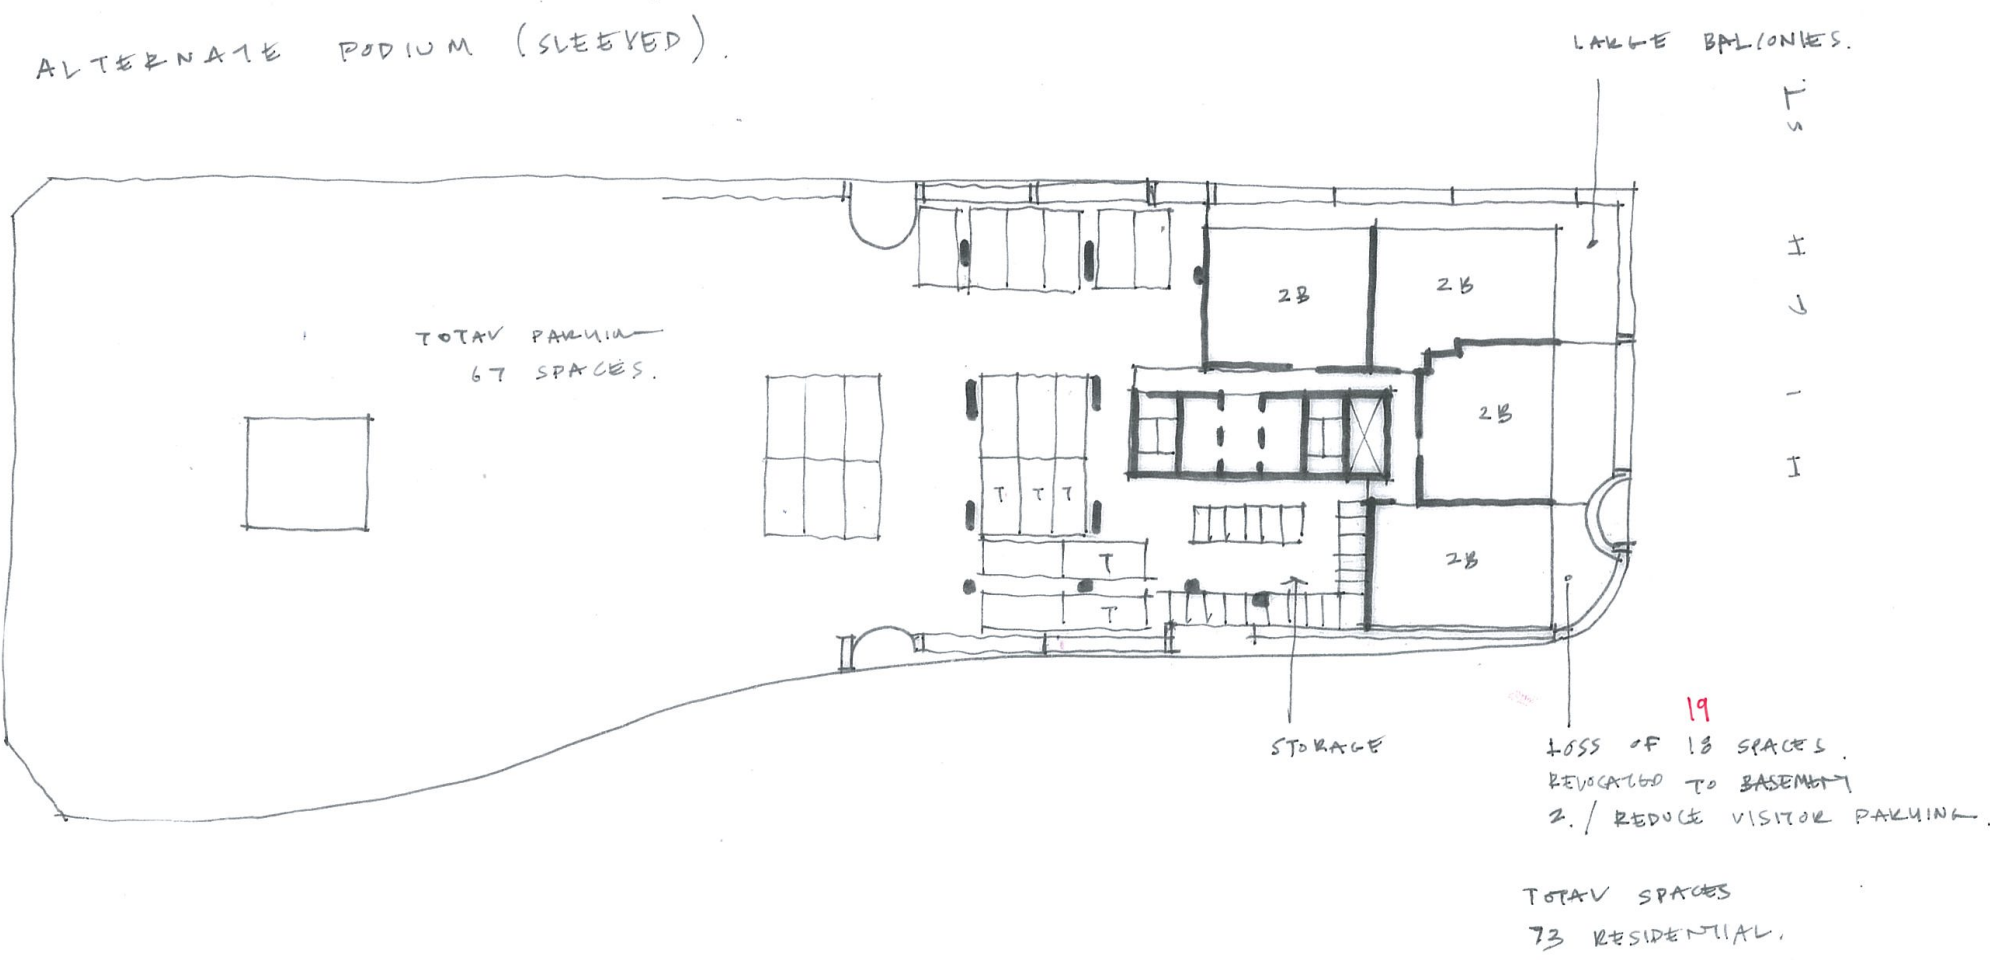 ALTERNATE PODIUM (SLEEVED).
LARGE BALCONIES.
TOTAL PARKING
67 SPACES.
2B
2B
2B
2B
T T T
T
T
STORAGE
19
LOSS OF 18 SPACES.
RELOCATED TO BASEMENT
2./ REDUCE VISITOR PARKING.
TOTAL SPACES
73 RESIDENTIAL.